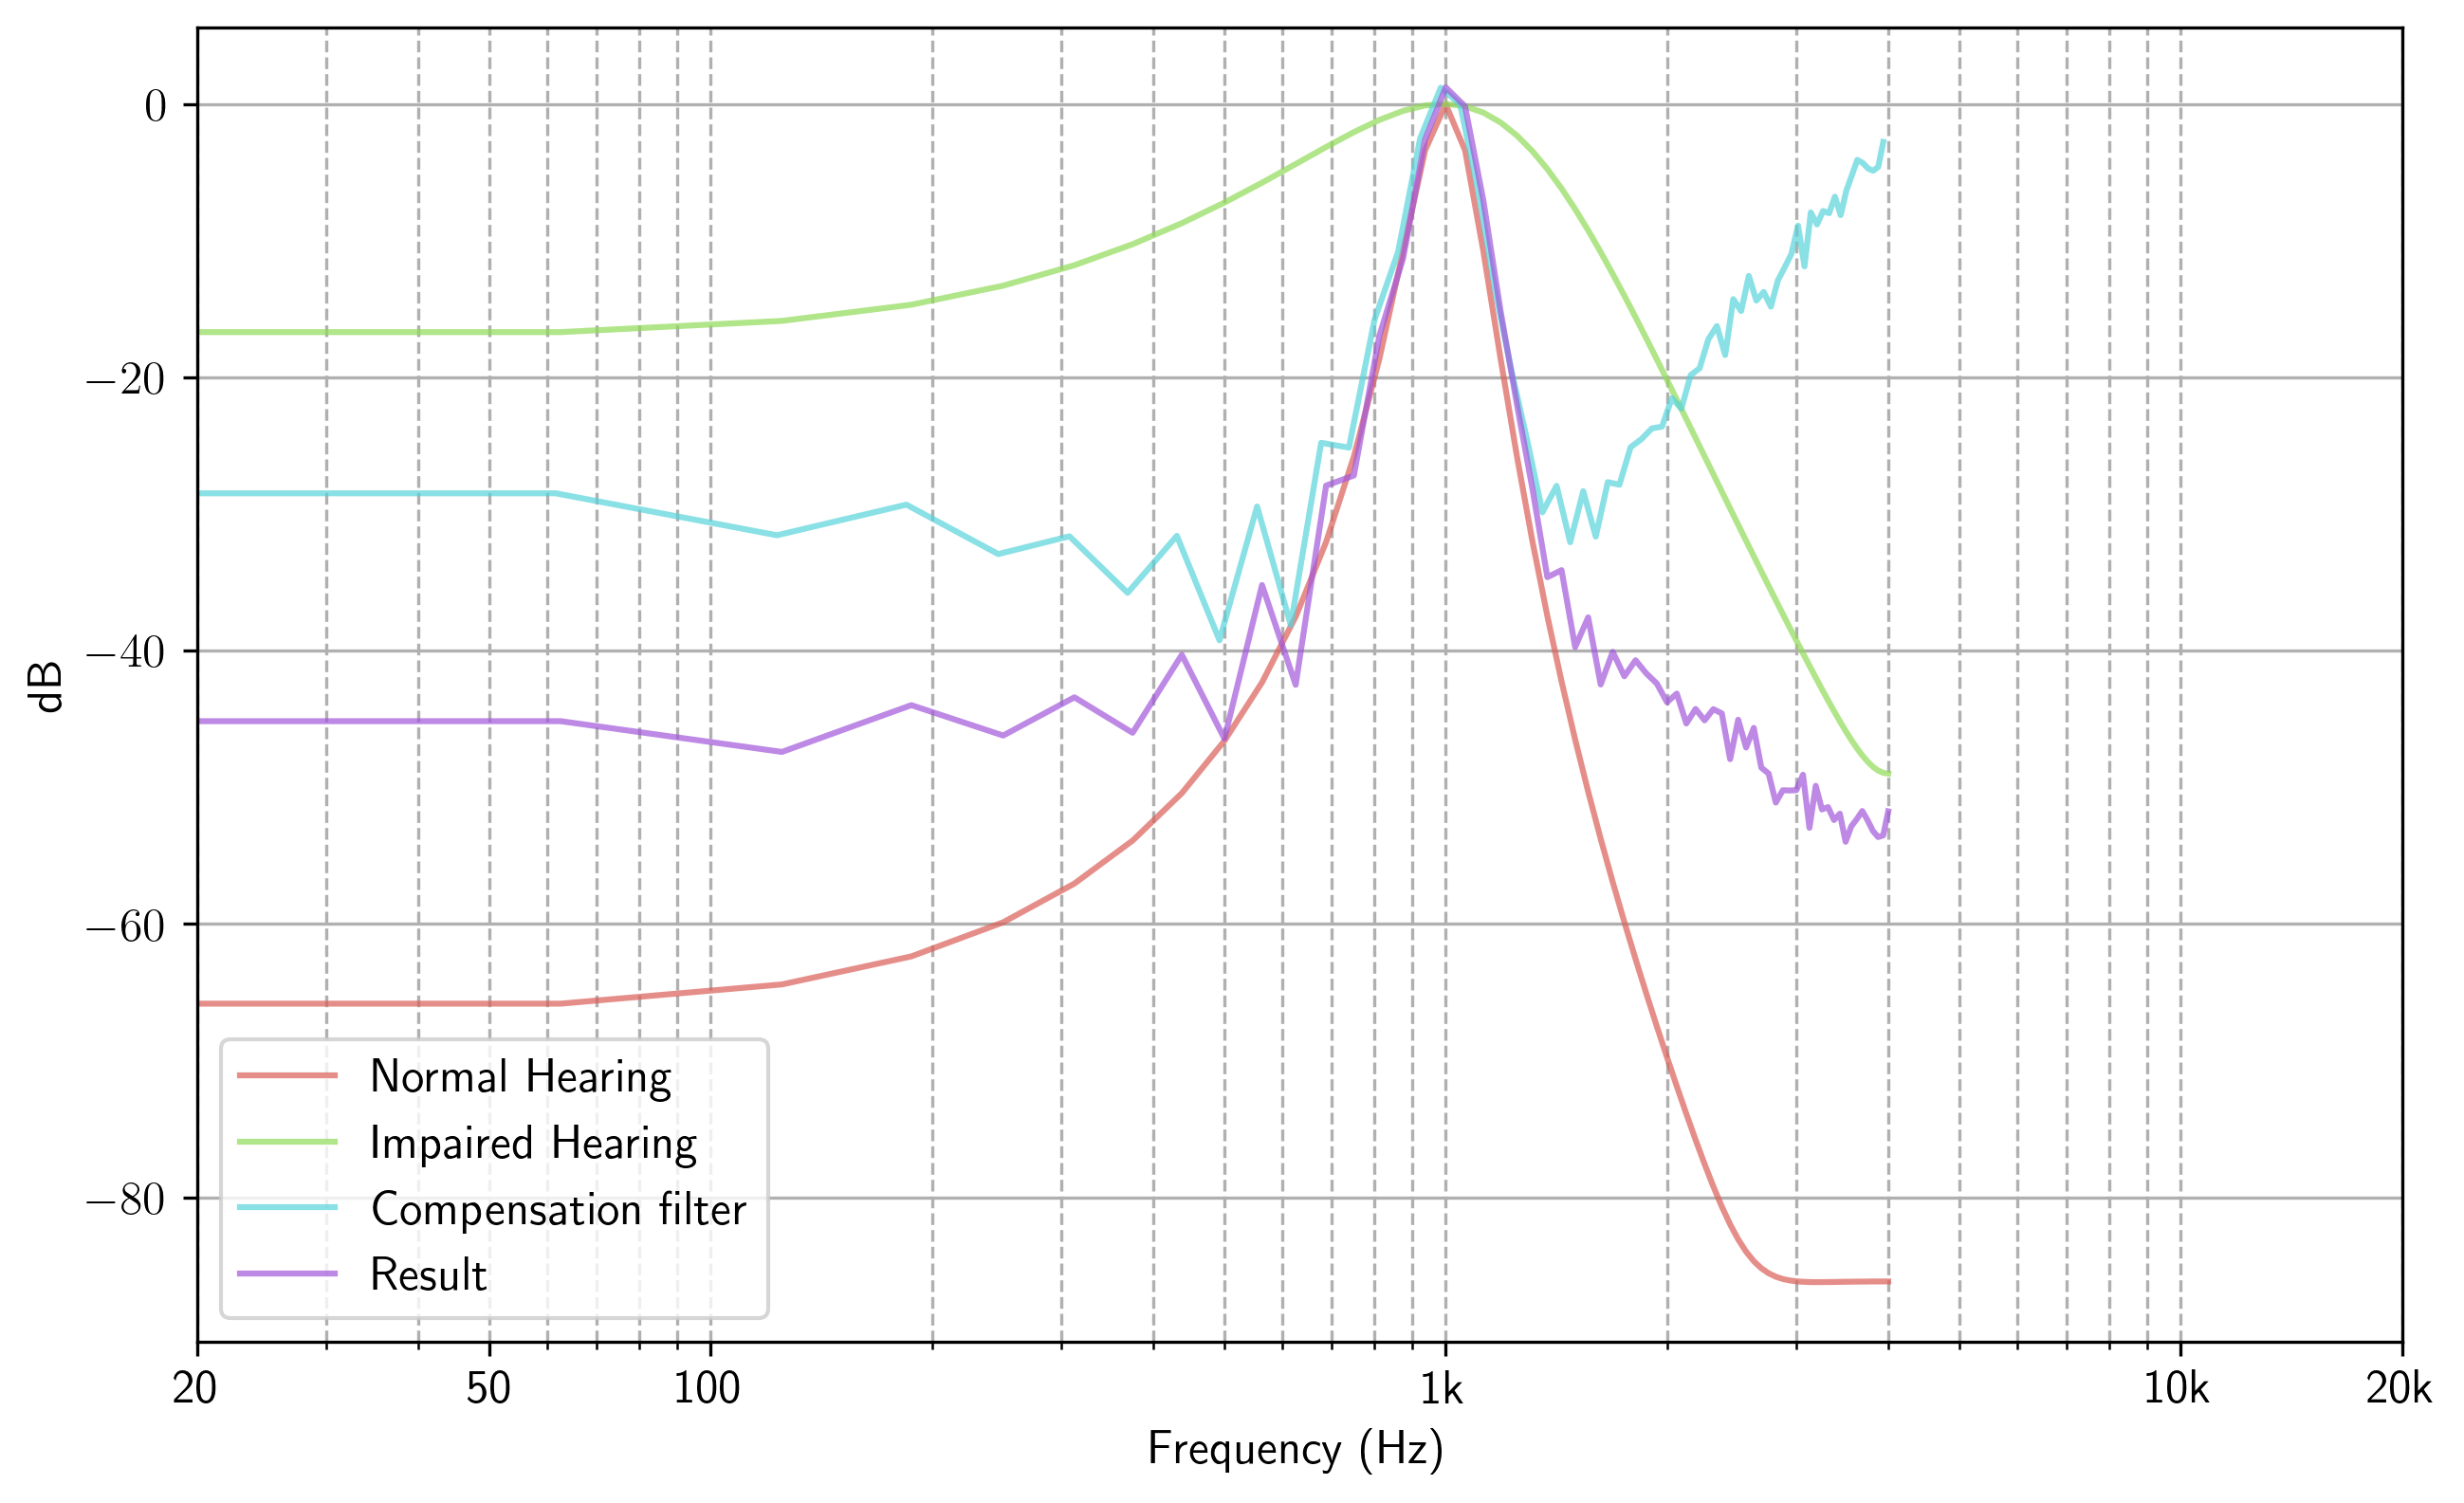 0
−20
−40
−60
−80
dB
Normal Hearing
Impaired Hearing
Compensation filter
Result
20 50 100 1k 10k 20k
Frequency (Hz)